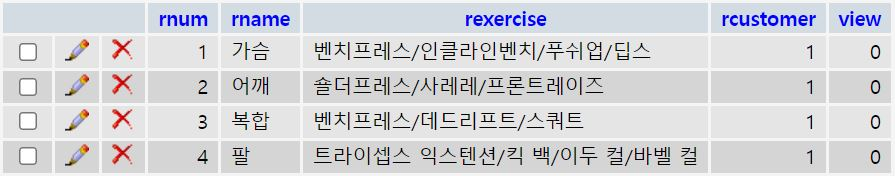 rnum rname rexercise rcustomer view
1 가슴 벤치프레스/인클라인벤치/푸쉬업/딥스 1 0
2 어깨 숄더프레스/사레레/프론트레이즈 1 0
3 복합 벤치프레스/데드리프트/스쿼트 1 0
4 팔 트라이셉스 익스텐션/킥 백/이두 컬/바벨 컬 1 0